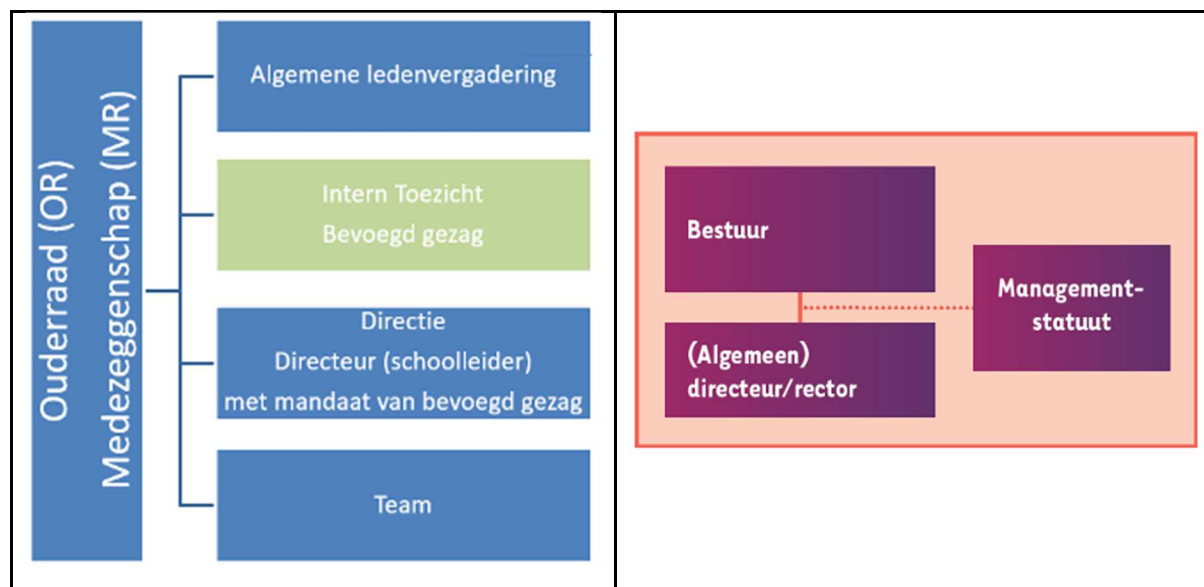 Ouderraad (OR)
Medezeggenschap (MR)
Algemene ledenvergadering
Intern Toezicht
Bevoegd gezag
Directie
Directeur (schoolleider)
met mandaat van bevoegd gezag
Team
Bestuur
(Algemeen)
directeur/rector
Management-
statuut